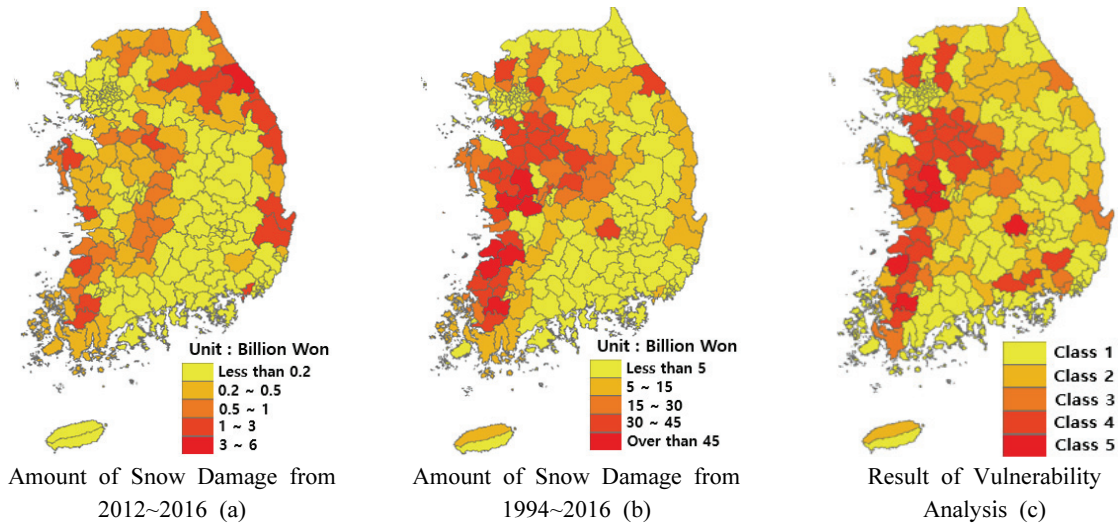 Unit : Billion Won
Less than 0.2
0.2 ~ 0.5
0.5 ~ 1
1 ~ 3
3 ~ 6
Amount of Snow Damage from
2012~2016 (a)
Unit : Billion Won
Less than 5
5 ~ 15
15 ~ 30
30 ~ 45
Over than 45
Amount of Snow Damage from
1994~2016 (b)
Class 1
Class 2
Class 3
Class 4
Class 5
Result of Vulnerability
Analysis (c)